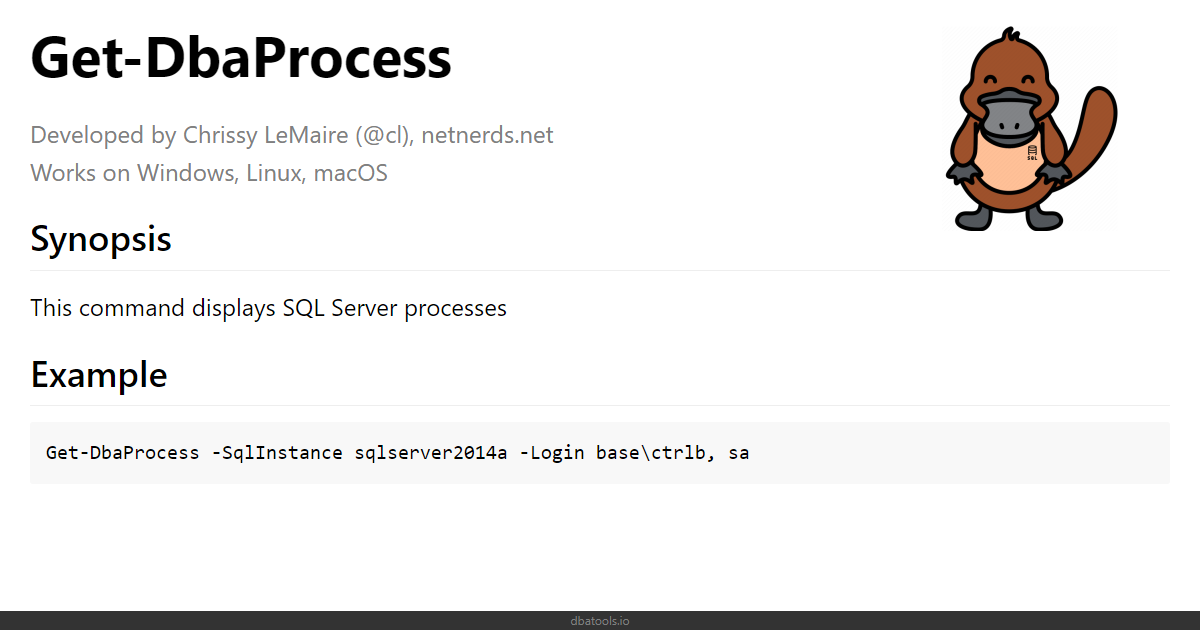 Get-DbaProcess
Developed by Chrissy LeMaire (@cl), netnerds.net
Works on Windows, Linux, macOS
SQL
Synopsis
This command displays SQL Server processes
Example
Get-DbaProcess -SqlInstance sqlserver2014a -Login base\ctrlb, sa
dbatools.io